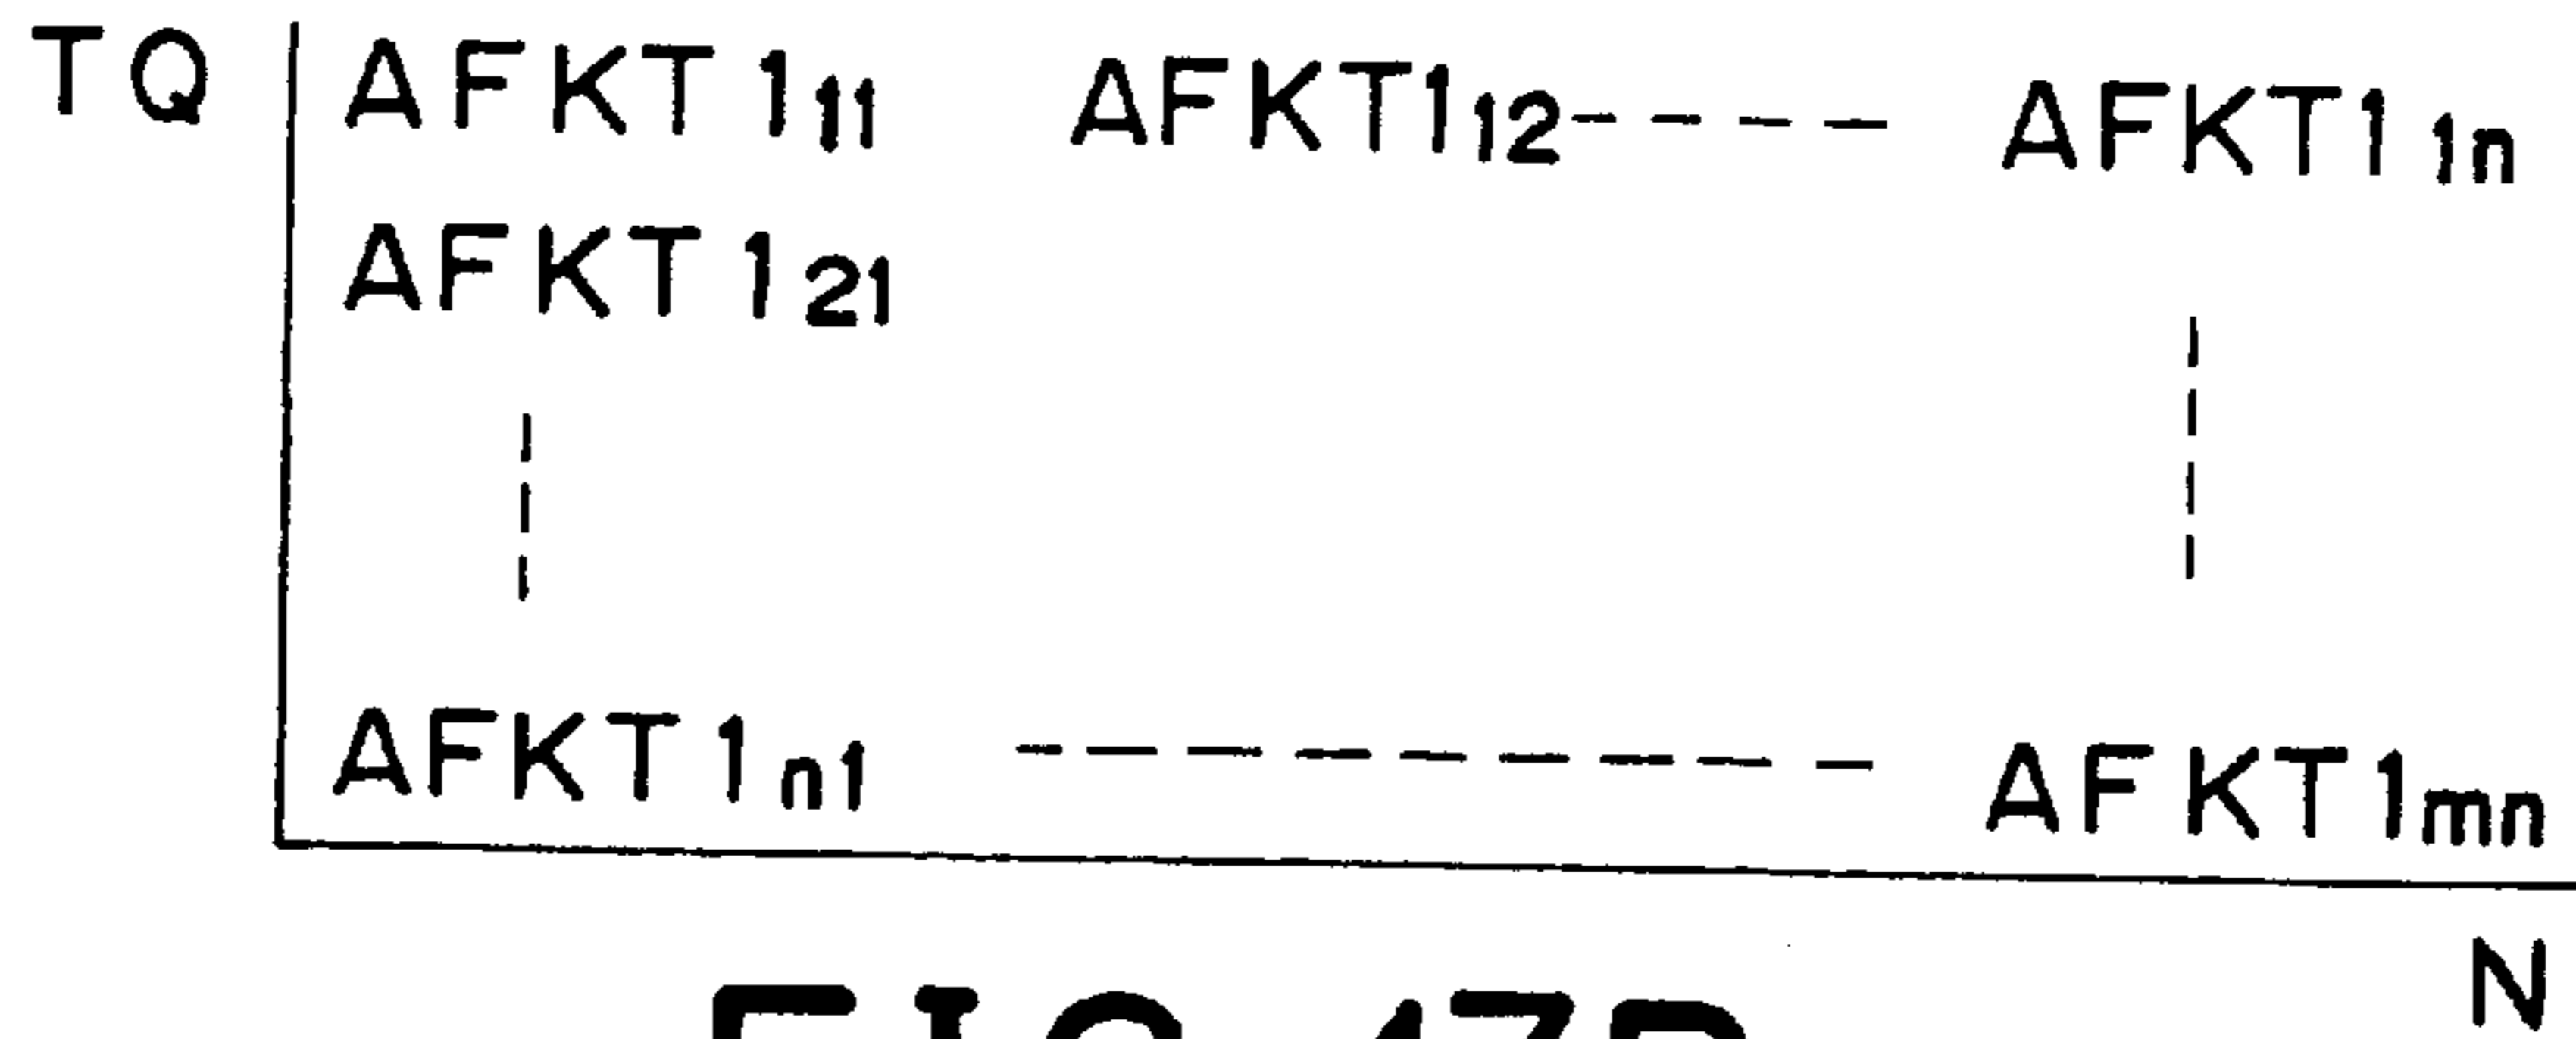 TQ AFKT1₁₁ AFKT1₁₂ ---- AFKT1₁ₙ
AFKT1₂₁
AFKT1ₙ₁ --------- AFKT1ₘₙ
N